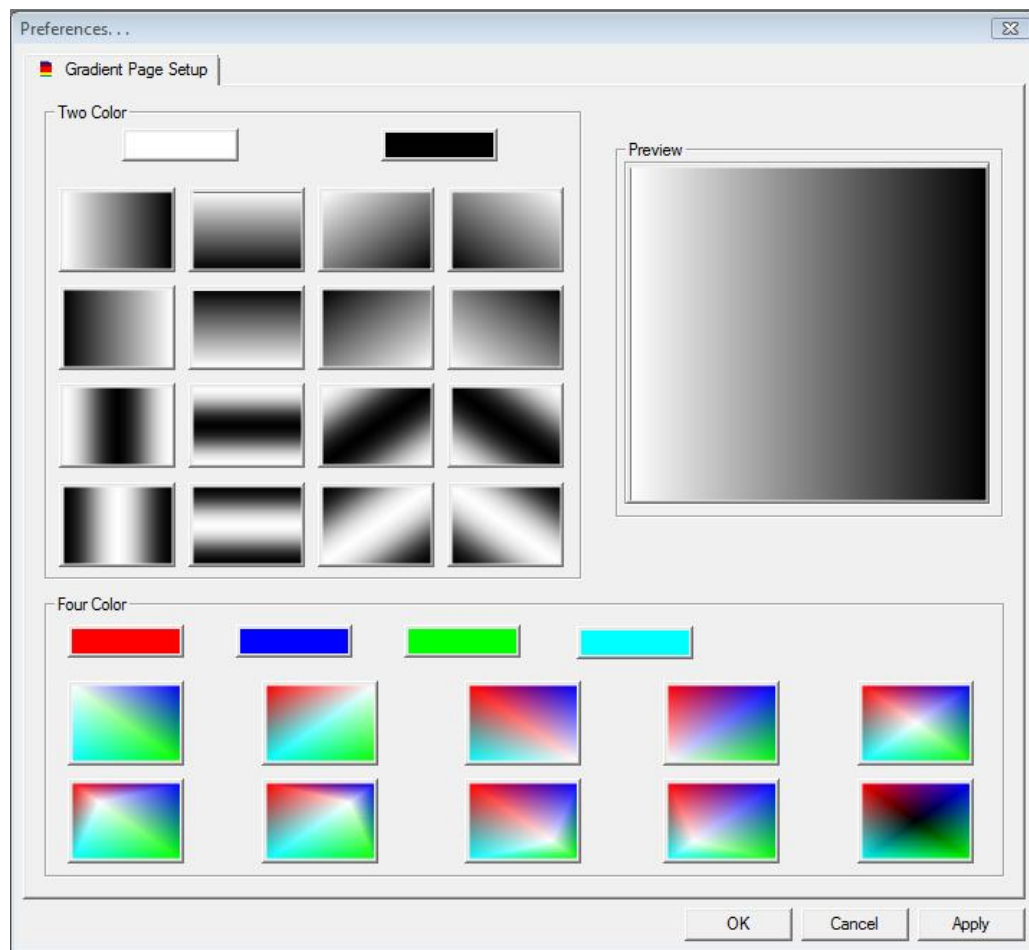 Preferences. . .
Gradient Page Setup
Two Color
Preview
Four Color
OK
Cancel
Apply